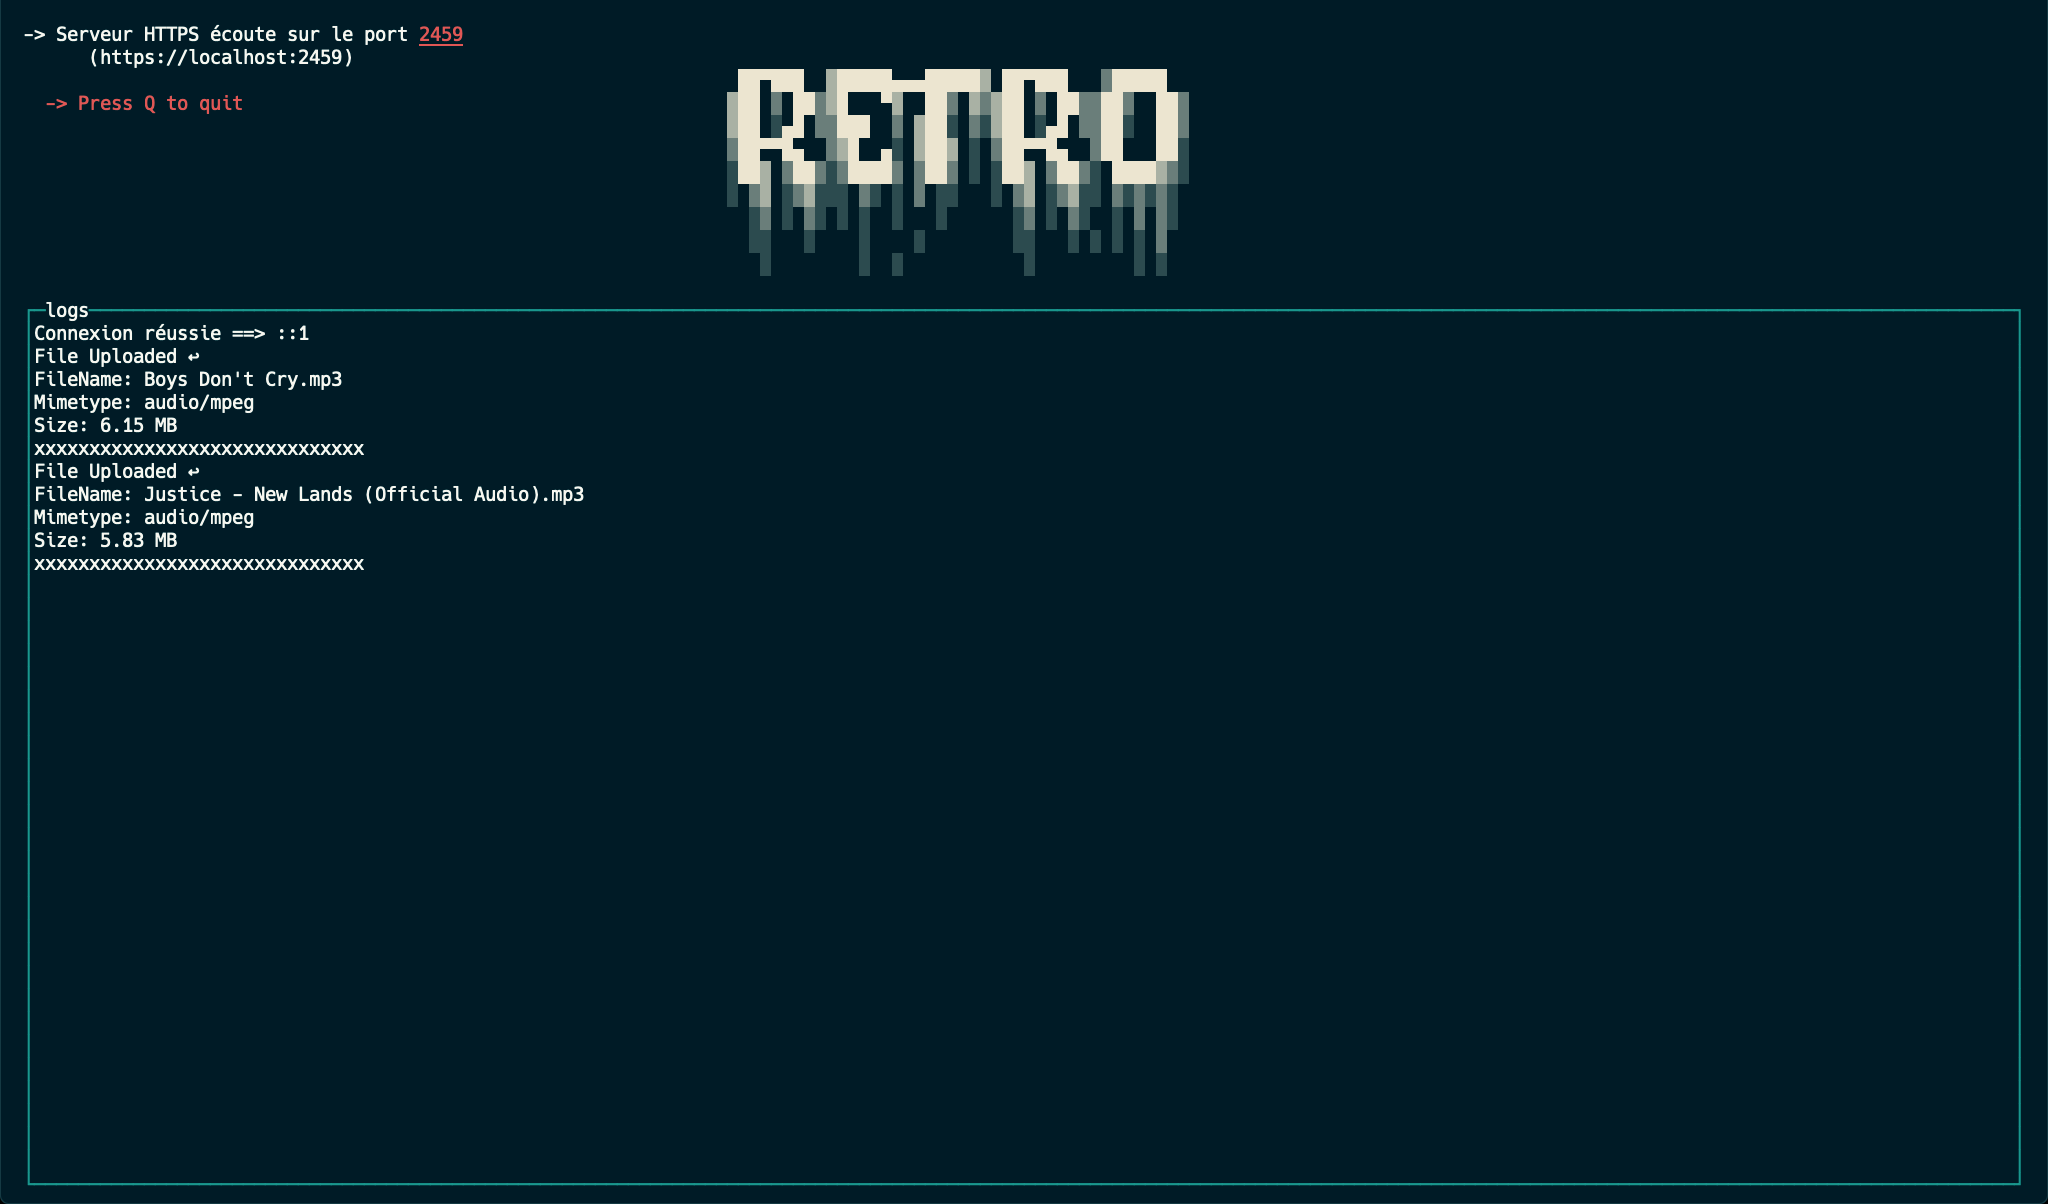 -> Serveur HTTPS écoute sur le port 2459
(https://localhost:2459)
-> Press Q to quit
RETRO
logs
Connexion réussie ==> ::1
File Uploaded ↩
FileName: Boys Don't Cry.mp3
Mimetype: audio/mpeg
Size: 6.15 MB
xxxxxxxxxxxxxxxxxxxxxxxxxxxxxx
File Uploaded ↩
FileName: Justice - New Lands (Official Audio).mp3
Mimetype: audio/mpeg
Size: 5.83 MB
xxxxxxxxxxxxxxxxxxxxxxxxxxxxxx